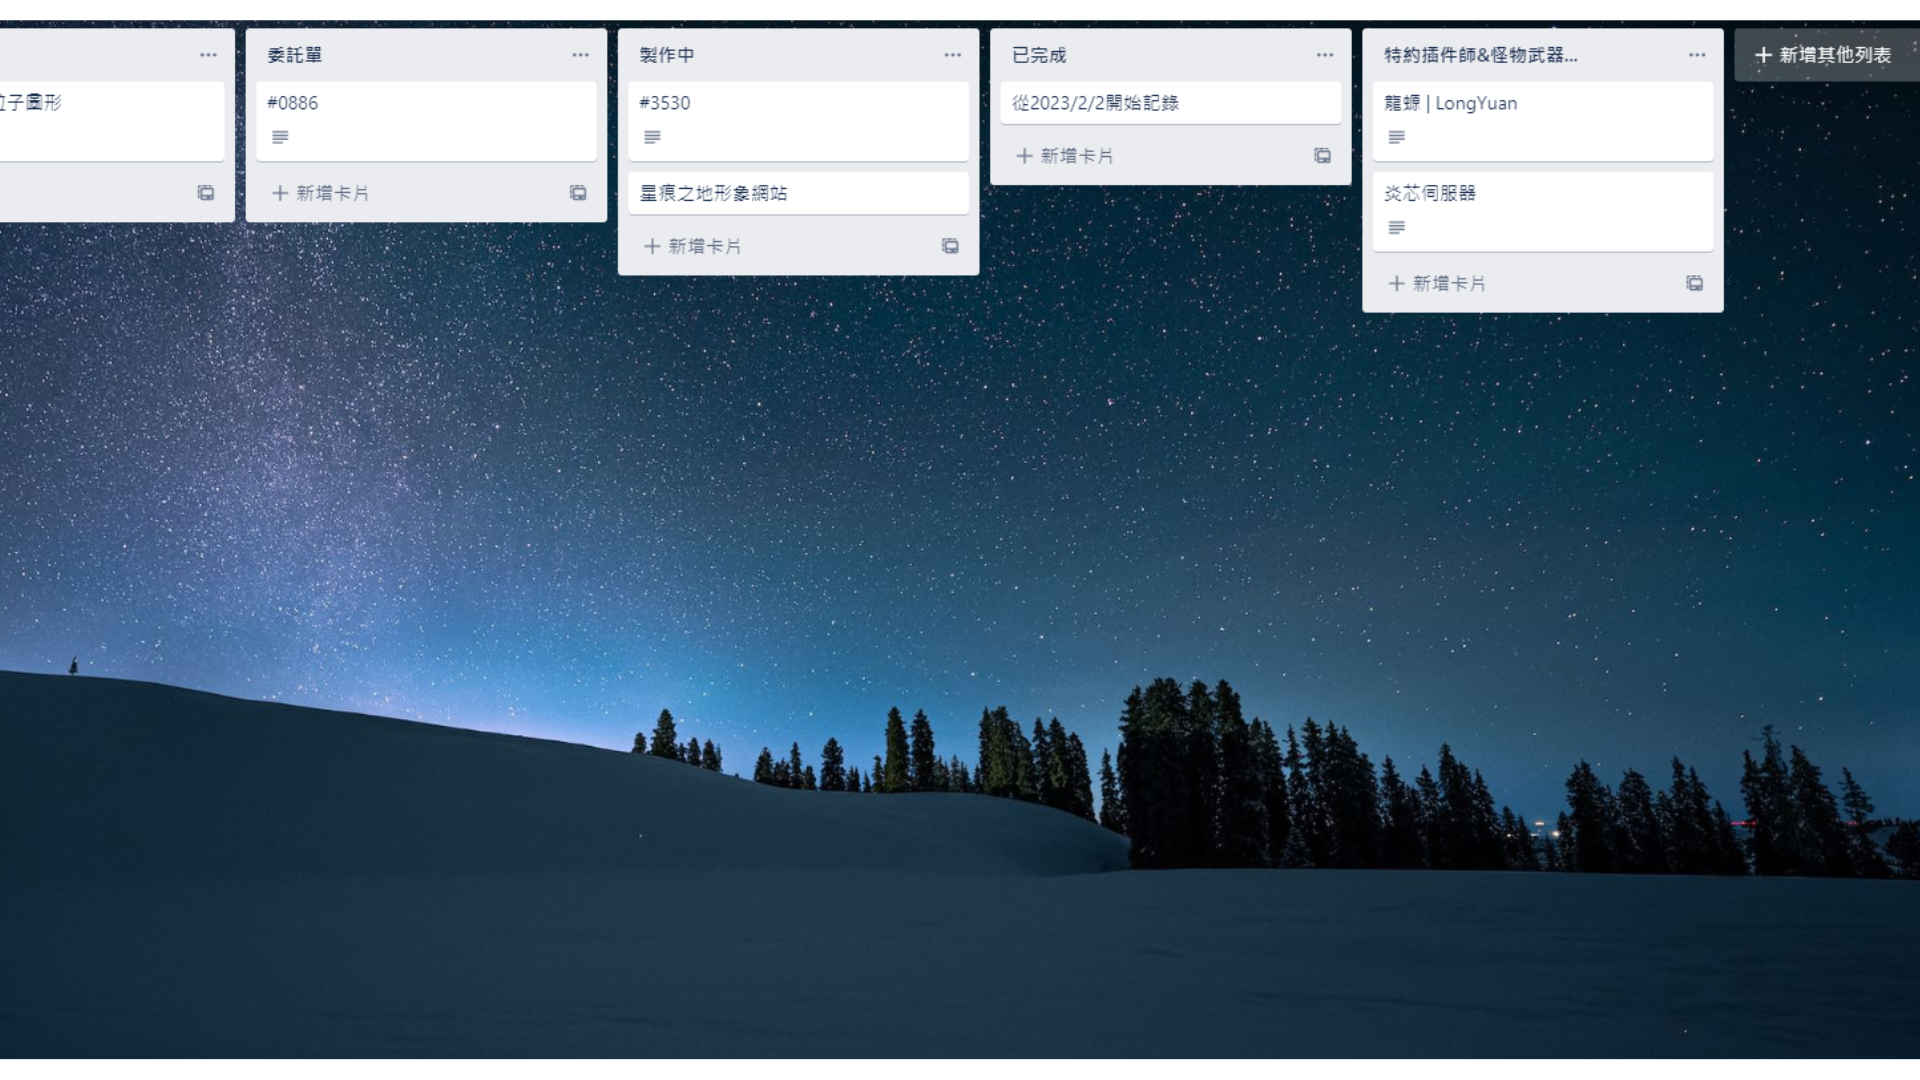 子圖形
委託單
#0886
新增卡片
製作中
#3530
星痕之地形象網站
新增卡片
已完成
從2023/2/2開始記錄
新增卡片
特約插件師&怪物武器...
龍螈 | LongYuan
炎芯伺服器
新增卡片
新增其他列表